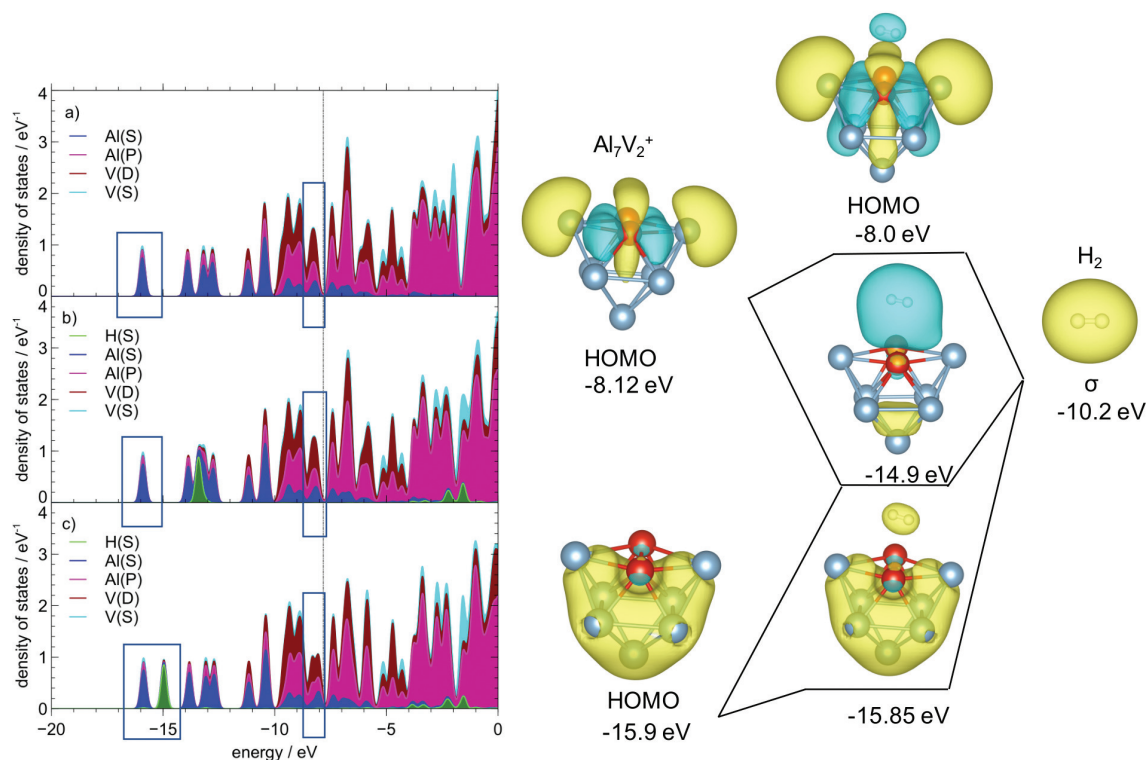 a)
Al(S)
Al(P)
V(D)
V(S)
density of states / eV⁻¹
4
3
2
1
0
b)
H(S)
Al(S)
Al(P)
V(D)
V(S)
density of states / eV⁻¹
4
3
2
1
0
c)
H(S)
Al(S)
Al(P)
V(D)
V(S)
density of states / eV⁻¹
4
3
2
1
0
−20 −15 −10 −5 0
energy / eV
Al₇V₂⁺
HOMO
-8.12 eV
HOMO
-15.9 eV
HOMO
-8.0 eV
-14.9 eV
-15.85 eV
H₂
σ
-10.2 eV